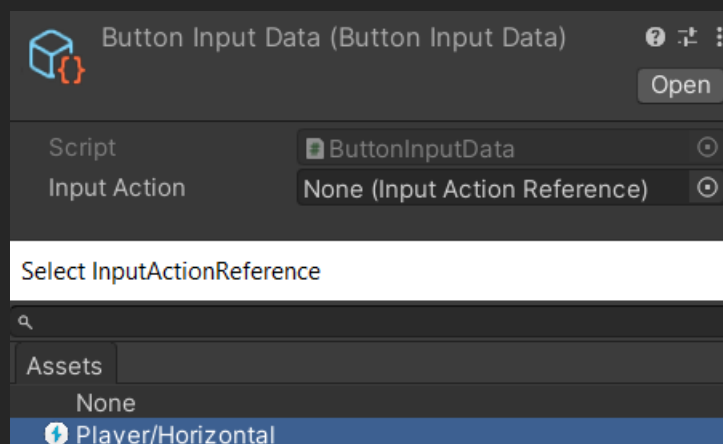 Button Input Data (Button Input Data)
Open
Script ButtonInputData
Input Action None (Input Action Reference)
Select InputActionReference
Assets
None
Player/Horizontal